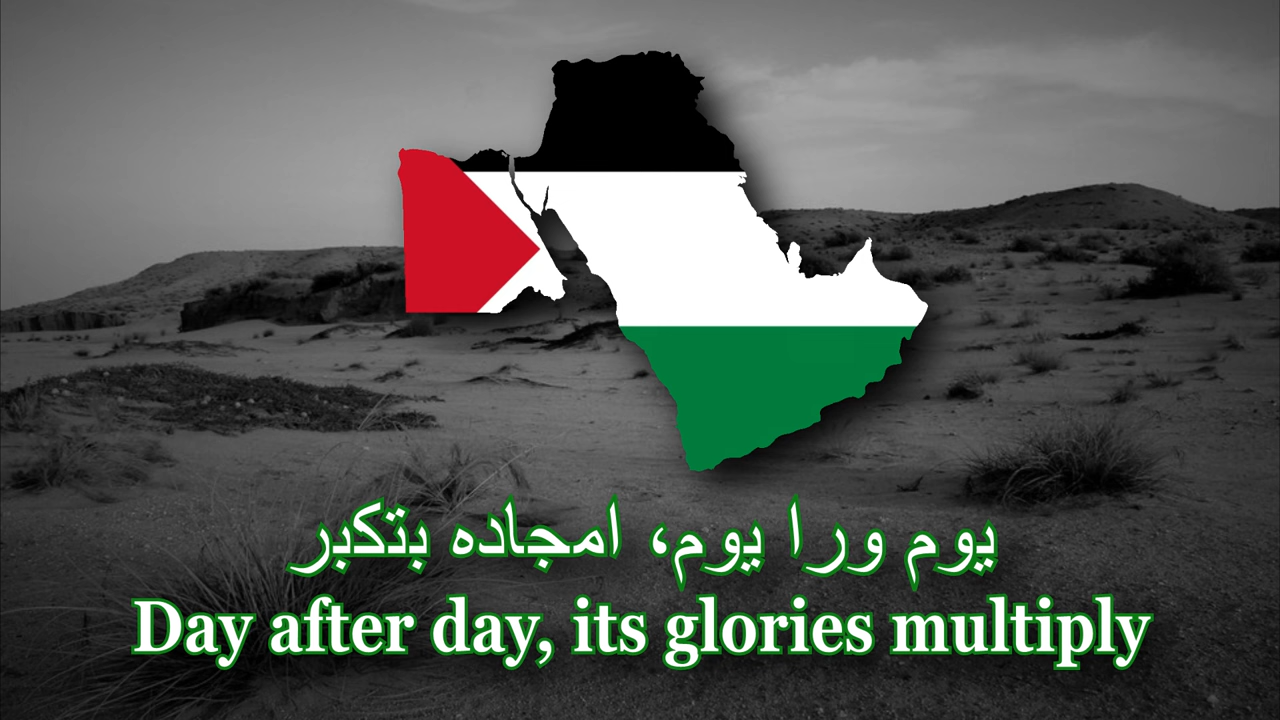 يوم ورا يوم، امجاده بتكبر
Day after day, its glories multiply